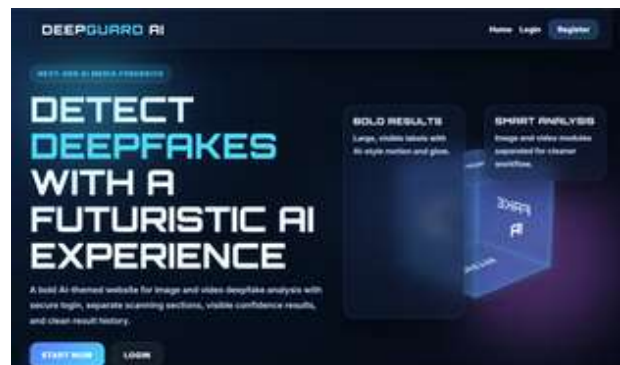 DEEPGUARD AI
Home Login Register
NEXT-GEN AI MEDIA FORENSICS
DETECT
DEEPFAKES
WITH A
FUTURISTIC AI
EXPERIENCE
A bold AI-themed website for image and video deepfake analysis with
secure login, separate scanning sections, visible confidence results,
and clean result history.
START NOW LOGIN
BOLD RESULTS
Large, visible labels with
AI-style motion and glow.
SMART ANALYSIS
Image and video modules
separated for cleaner
workflow.
FAKE
AI